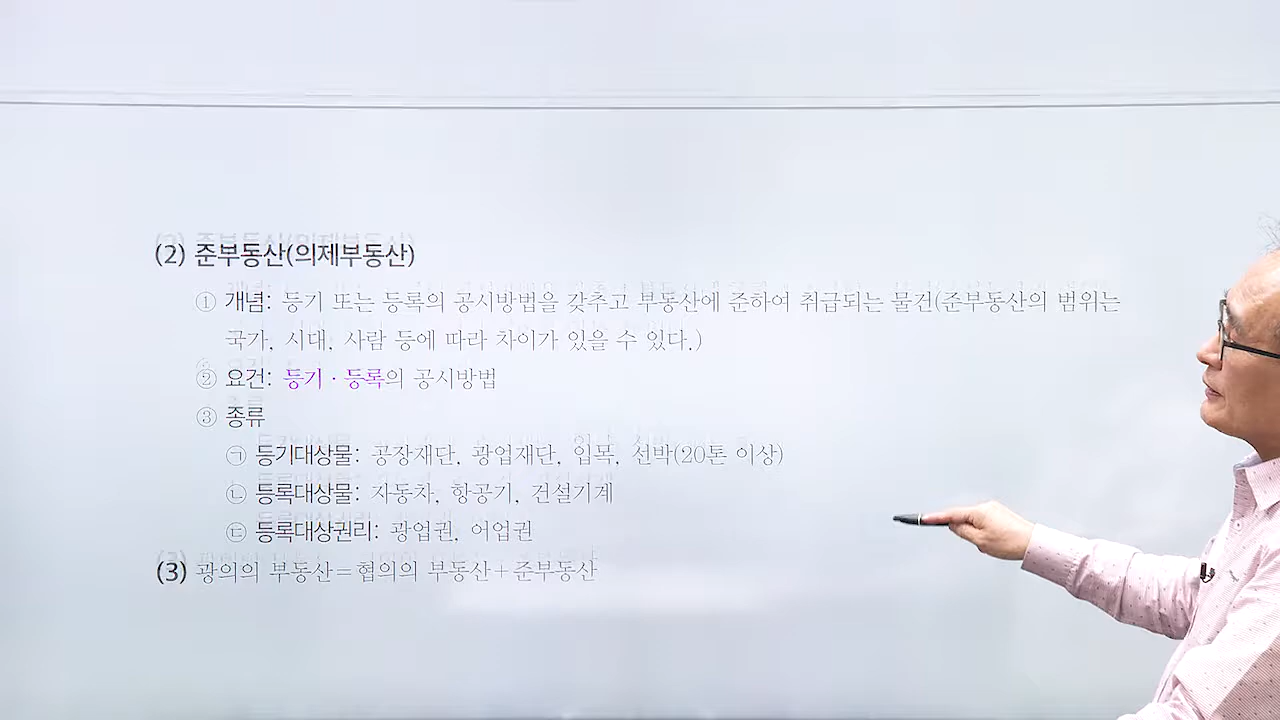 (2) 준부동산(의제부동산)
① 개념: 등기 또는 등록의 공시방법을 갖추고 부동산에 준하여 취급되는 물건(준부동산의 범위는
국가, 시대, 사람 등에 따라 차이가 있을 수 있다.)
② 요건: 등기·등록의 공시방법
③ 종류
㉠ 등기대상물: 공장재단, 광업재단, 입목, 선박(20톤 이상)
㉡ 등록대상물: 자동차, 항공기, 건설기계
㉢ 등록대상권리: 광업권, 어업권
(3) 광의의 부동산=협의의 부동산+준부동산